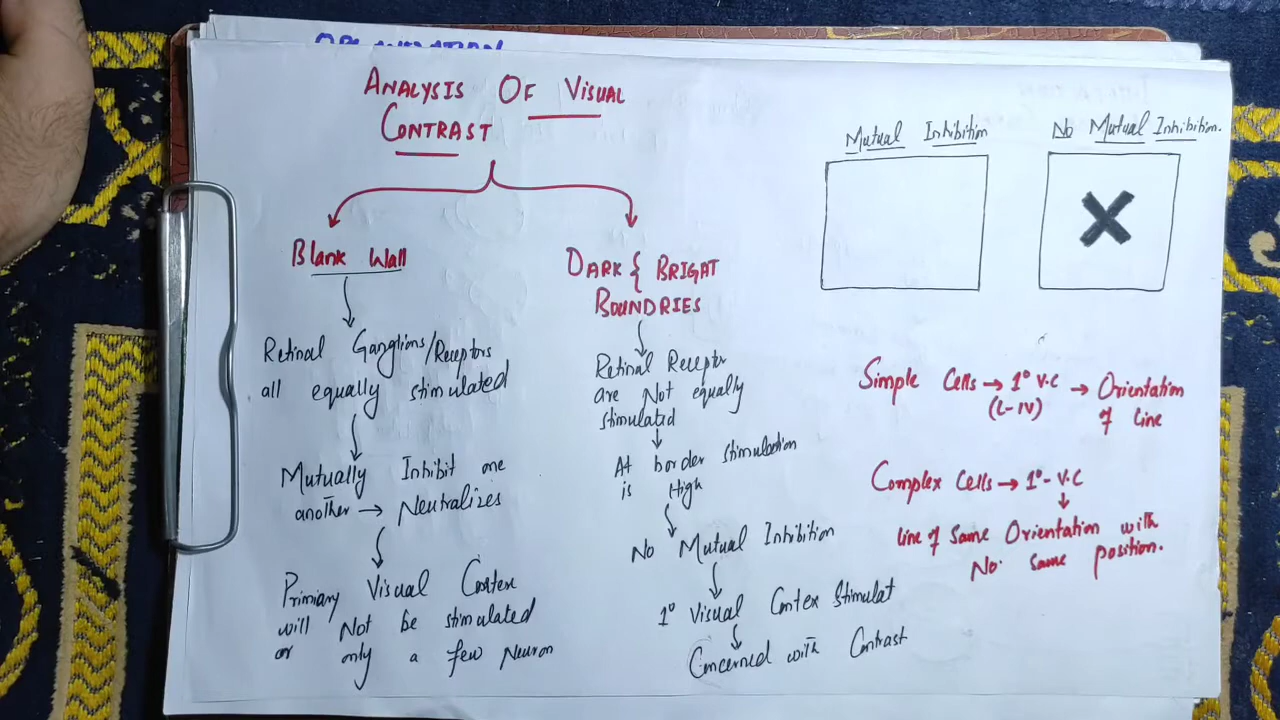 ORGANIZATION
ANALYSIS OF VISUAL
CONTRAST
Blank Wall
Retinal Ganglions/Receptors
all equally stimulated
Mutually Inhibit one
another → Neutralizes
Primiary Visual Cortex
will Not be stimulated
or only a few Neuron
DARK & BRIGHT
BOUNDRIES
Retinal Receptor
are Not equally
stimulated
At border stimulation
is High
No Mutual Inhibition
1° Visual Cortex Stimulat
Concerned with Contrast
Mutual Inhibition
No Mutual Inhibition.
Simple Cells → 1° V.C → Orientation
(L-IV) of line
Complex Cells → 1°- V.C
line of Same Orientation with
No. same position.